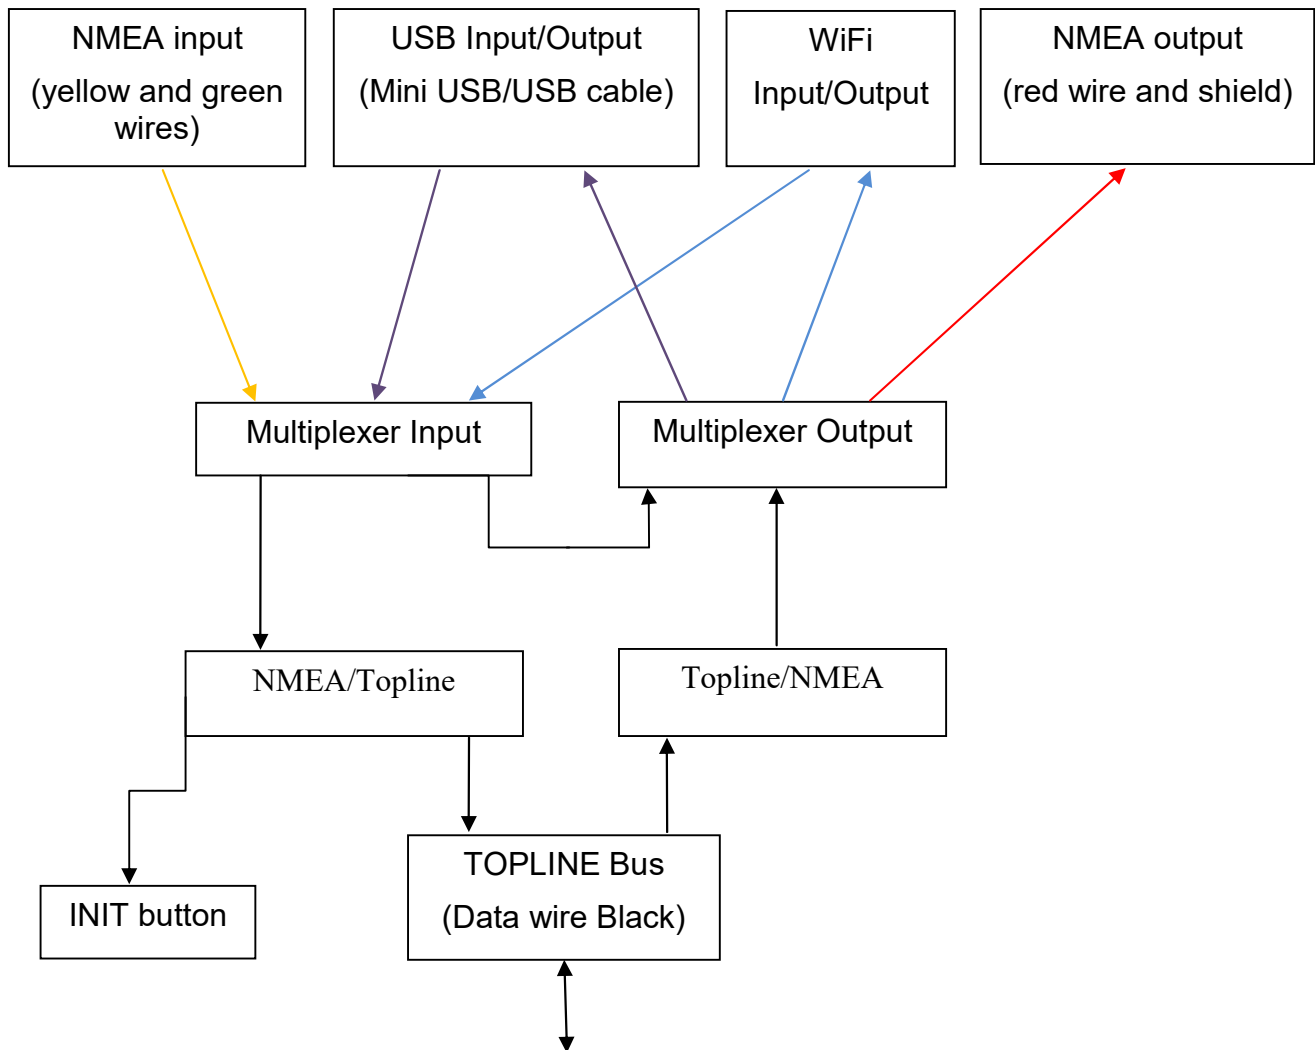 NMEA input
(yellow and green
wires)
USB Input/Output
(Mini USB/USB cable)
WiFi
Input/Output
NMEA output
(red wire and shield)
Multiplexer Input
Multiplexer Output
NMEA/Topline
Topline/NMEA
TOPLINE Bus
(Data wire Black)
INIT button